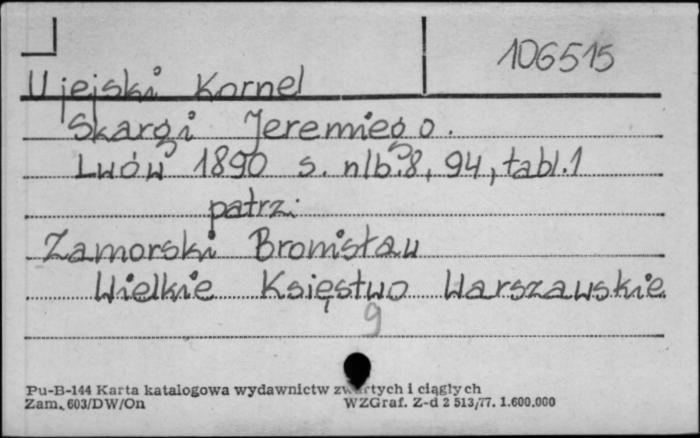 106515
Ujejski Kornel
Skargi Jeremiego.
Lwów 1890 s. nlb. 8, 94, tabl. 1
patrz:
Zamorski Bronisław
Wielkie Księstwo Warszawskie
9
Pu-B-144 Karta katalogowa wydawnictw zwartych i ciągłych
Zam. 603/DW/On WZGraf. Z-d 2 513/77. 1.600.000